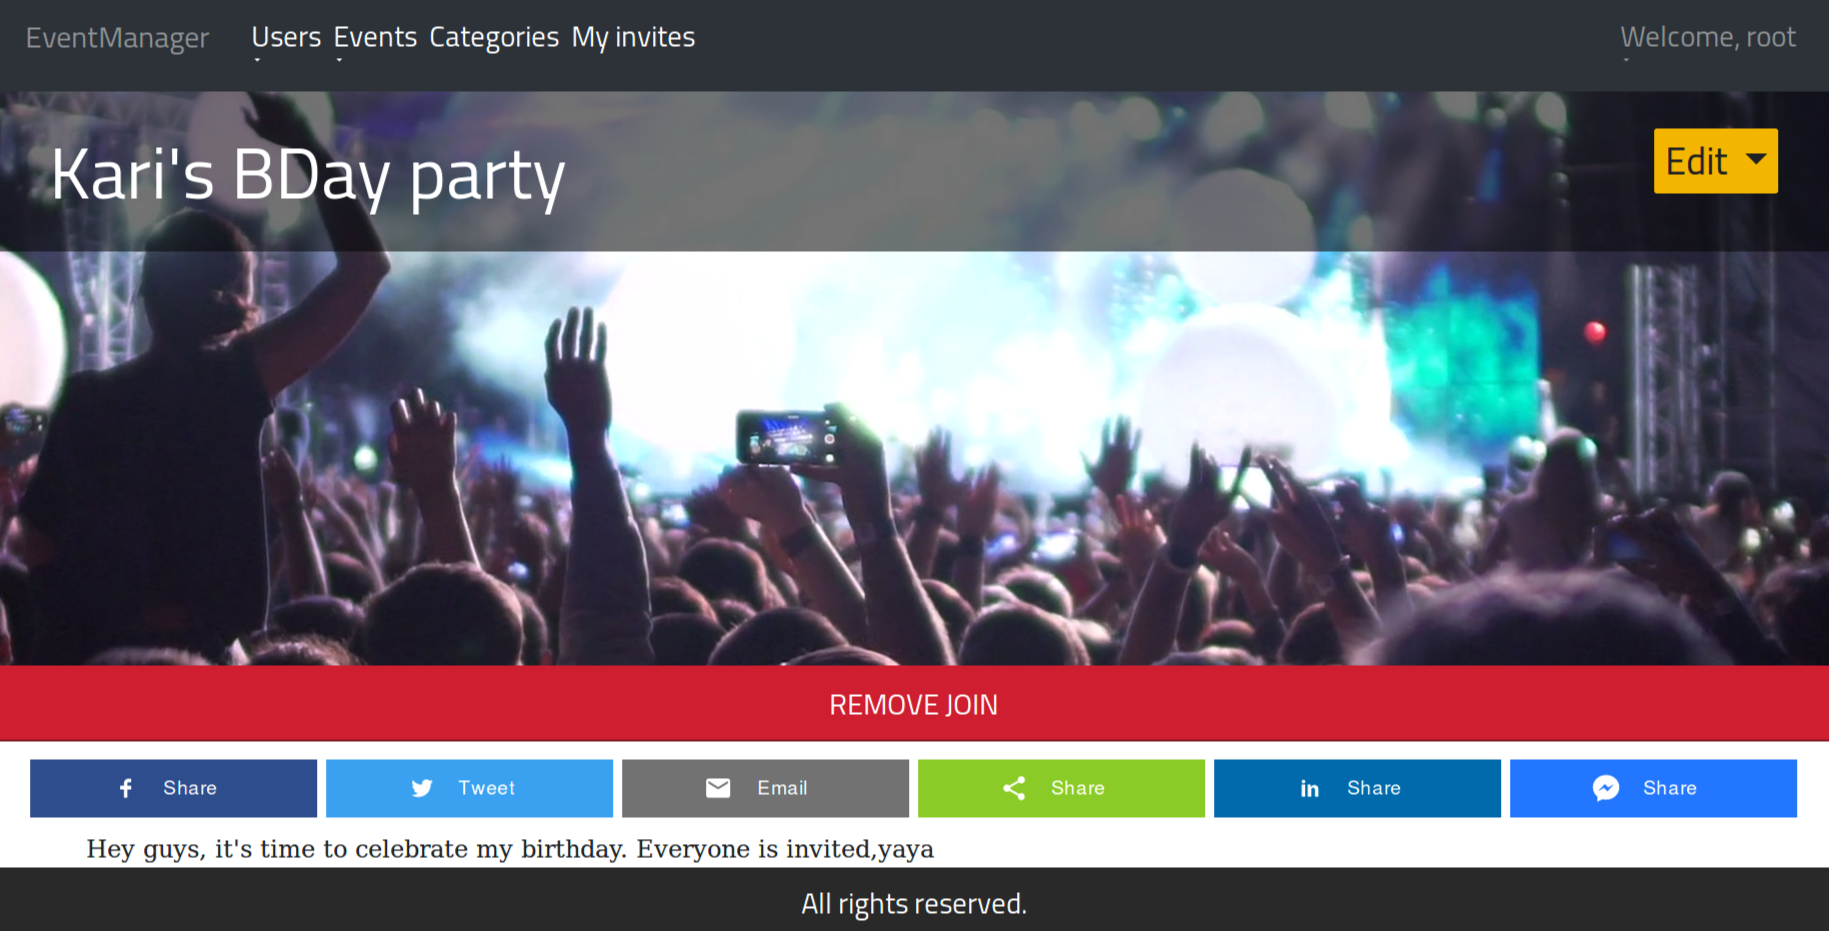 EventManager Users Events Categories My invites Welcome, root
Kari's BDay party
Edit
REMOVE JOIN
Share Tweet Email Share Share Share
Hey guys, it's time to celebrate my birthday. Everyone is invited,yaya
All rights reserved.